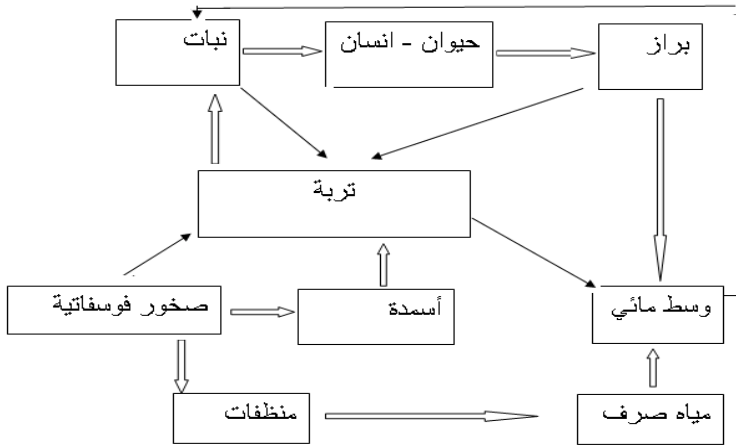 براز
حيوان - انسان
نبات
تربة
وسط مائي
أسمدة
صخور فوسفاتية
مياه صرف
منظفات